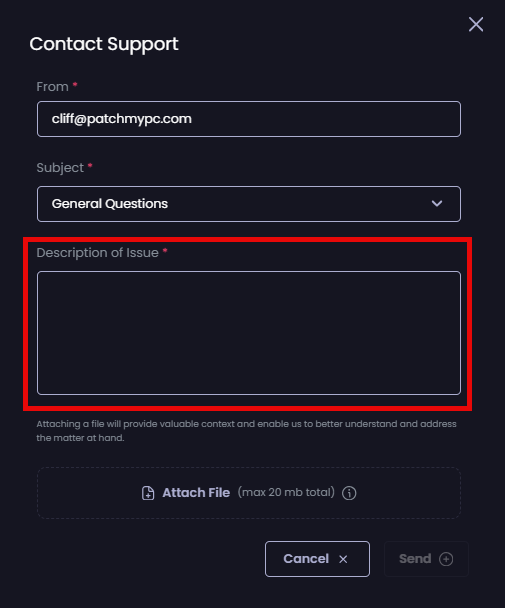 Contact Support
From *
cliff@patchmypc.com
Subject *
General Questions
Description of Issue *
Attaching a file will provide valuable context and enable us to better understand and address
the matter at hand.
Attach File (max 20 mb total)
Cancel
Send